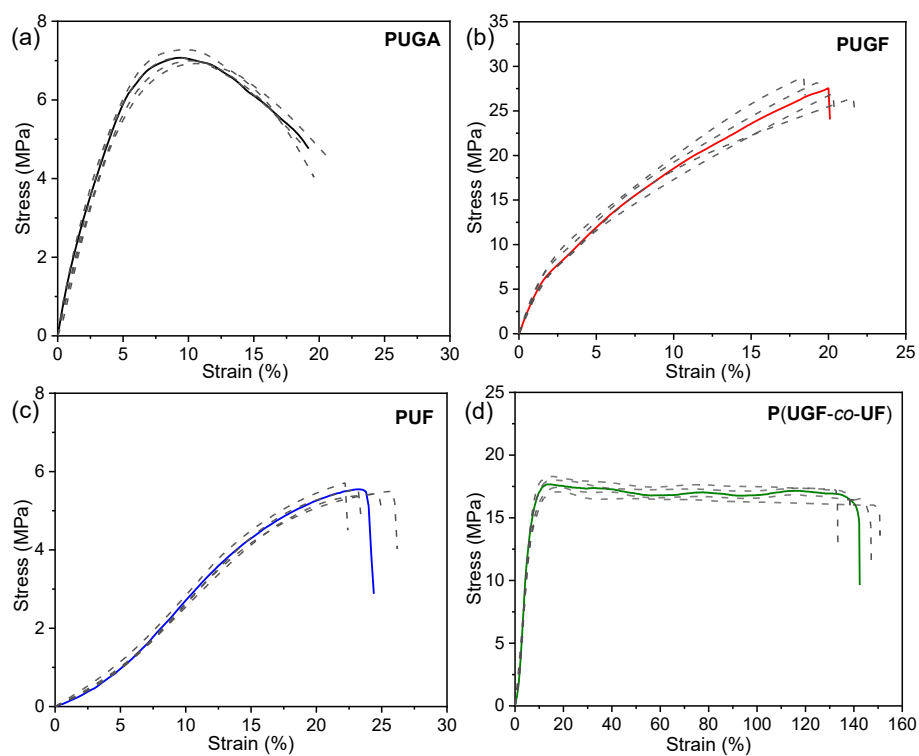 (a)
PUGA
8
6
4
2
0
Stress (MPa)
0 5 10 15 20 25 30
Strain (%)
(b)
PUGF
35
30
25
20
15
10
5
0
Stress (MPa)
0 5 10 15 20 25
Strain (%)
(c)
PUF
8
6
4
2
0
Stress (MPa)
0 5 10 15 20 25 30
Strain (%)
(d)
P(UGF-co-UF)
25
20
15
10
5
0
Stress (MPa)
0 20 40 60 80 100 120 140 160
Strain (%)